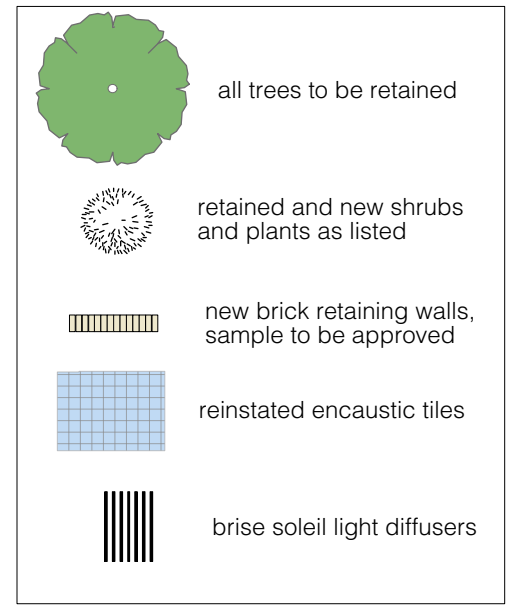 all trees to be retained
retained and new shrubs
and plants as listed
new brick retaining walls,
sample to be approved
reinstated encaustic tiles
brise soleil light diffusers